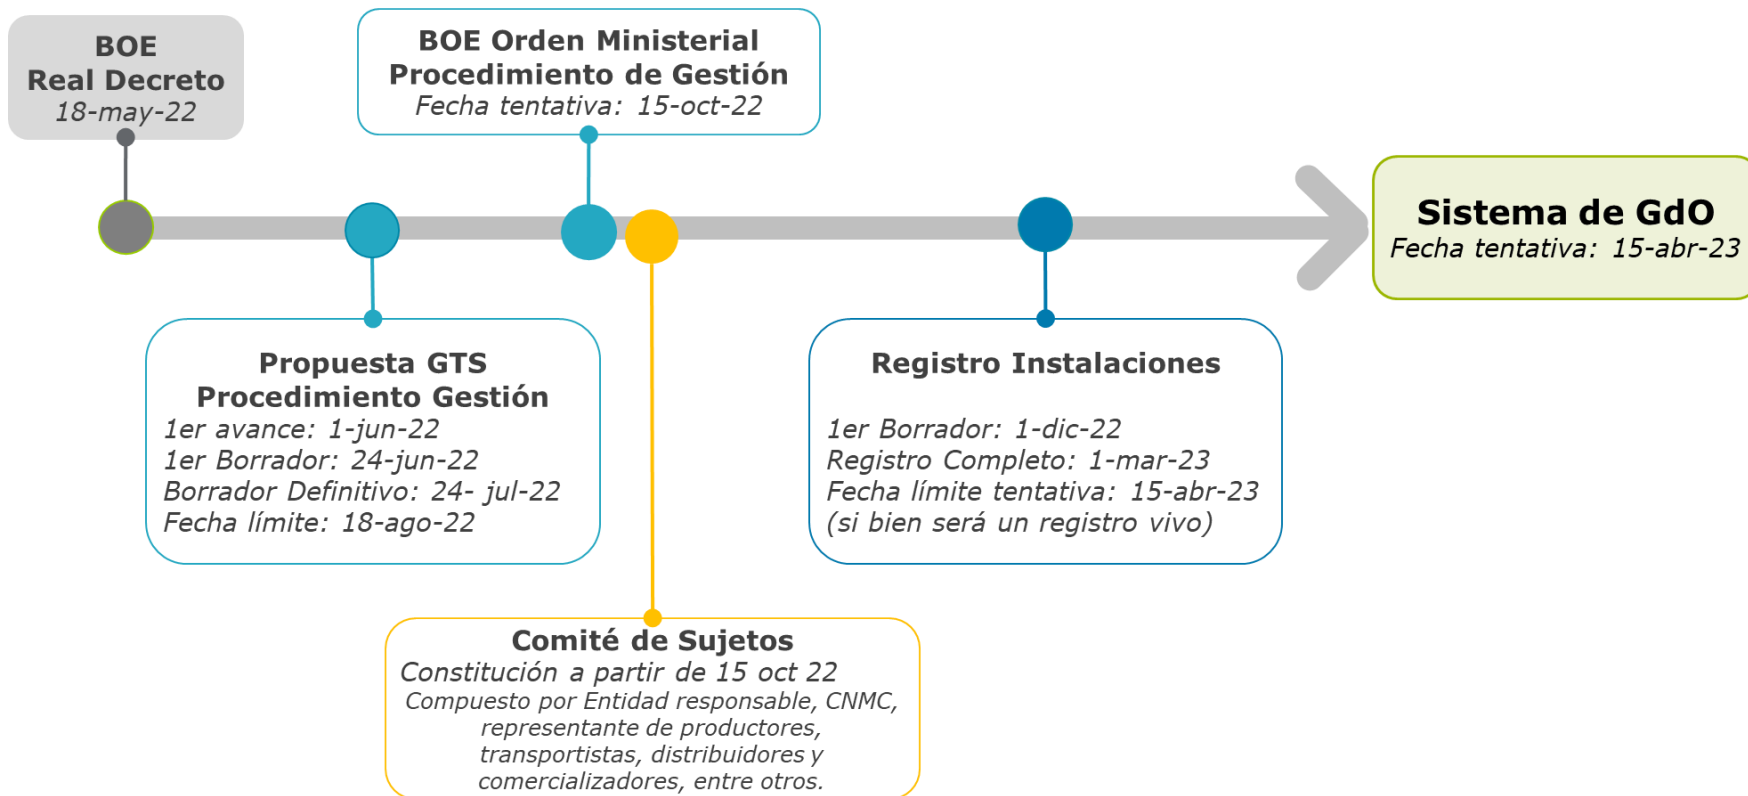 BOE
Real Decreto
18-may-22
BOE Orden Ministerial
Procedimiento de Gestión
Fecha tentativa: 15-oct-22
Sistema de GdO
Fecha tentativa: 15-abr-23
Propuesta GTS
Procedimiento Gestión
1er avance: 1-jun-22
1er Borrador: 24-jun-22
Borrador Definitivo: 24- jul-22
Fecha límite: 18-ago-22
Registro Instalaciones
1er Borrador: 1-dic-22
Registro Completo: 1-mar-23
Fecha límite tentativa: 15-abr-23
(si bien será un registro vivo)
Comité de Sujetos
Constitución a partir de 15 oct 22
Compuesto por Entidad responsable, CNMC,
representante de productores,
transportistas, distribuidores y
comercializadores, entre otros.